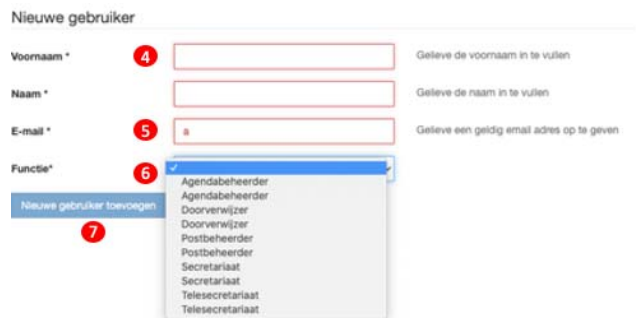 Nieuwe gebruiker
Voornaam * 4 Gelieve de voornaam in te vullen
Naam * Gelieve de naam in te vullen
E-mail * 5 a Gelieve een geldig email adres op te geven
Functie* 6 ✓
Agendabeheerder
Agendabeheerder
Doorverwijzer
Nieuwe gebruiker toevoegen Doorverwijzer
7 Postbeheerder
Postbeheerder
Secretariaat
Secretariaat
Telesecretariaat
Telesecretariaat